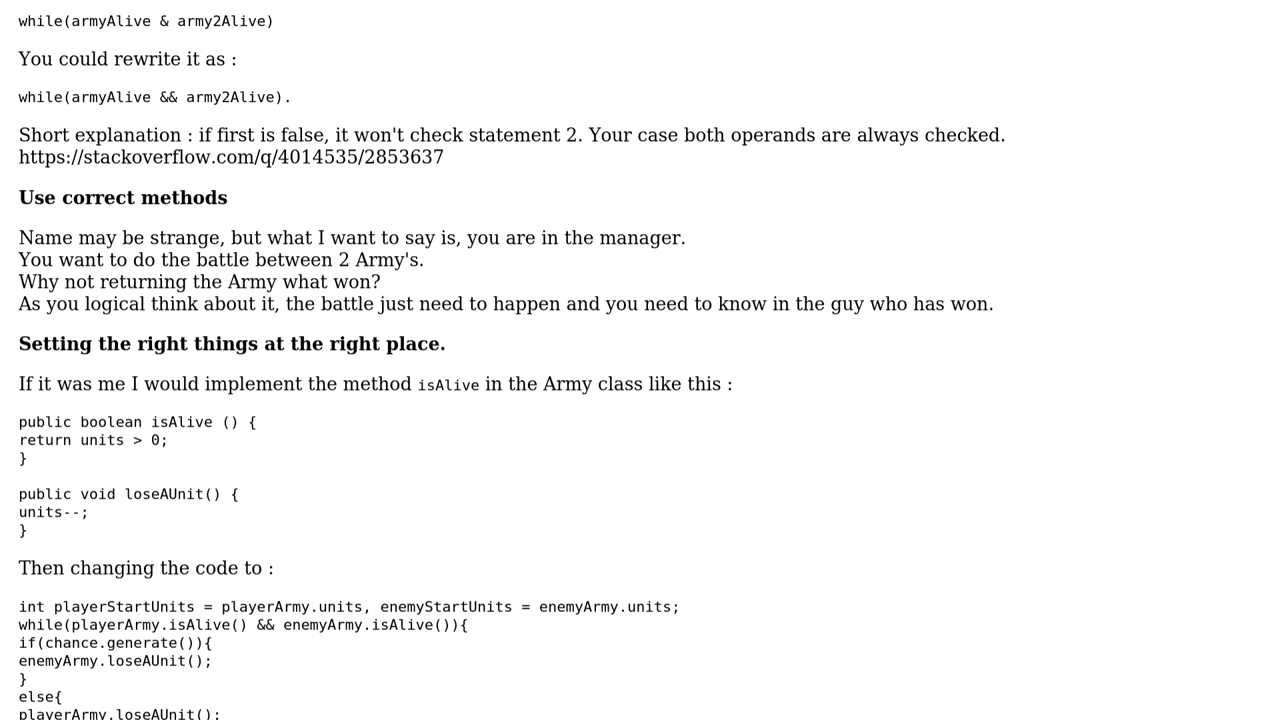 while(armyAlive & army2Alive)
You could rewrite it as :
while(armyAlive && army2Alive).
Short explanation : if first is false, it won't check statement 2. Your case both operands are always checked.
https://stackoverflow.com/q/4014535/2853637
Use correct methods
Name may be strange, but what I want to say is, you are in the manager.
You want to do the battle between 2 Army's.
Why not returning the Army what won?
As you logical think about it, the battle just need to happen and you need to know in the guy who has won.
Setting the right things at the right place.
If it was me I would implement the method isAlive in the Army class like this :
public boolean isAlive () {
return units > 0;
}
public void loseAUnit() {
units--;
}
Then changing the code to :
int playerStartUnits = playerArmy.units, enemyStartUnits = enemyArmy.units;
while(playerArmy.isAlive() && enemyArmy.isAlive()){
if(chance.generate()){
enemyArmy.loseAUnit();
}
else{
playerArmy.loseAUnit();